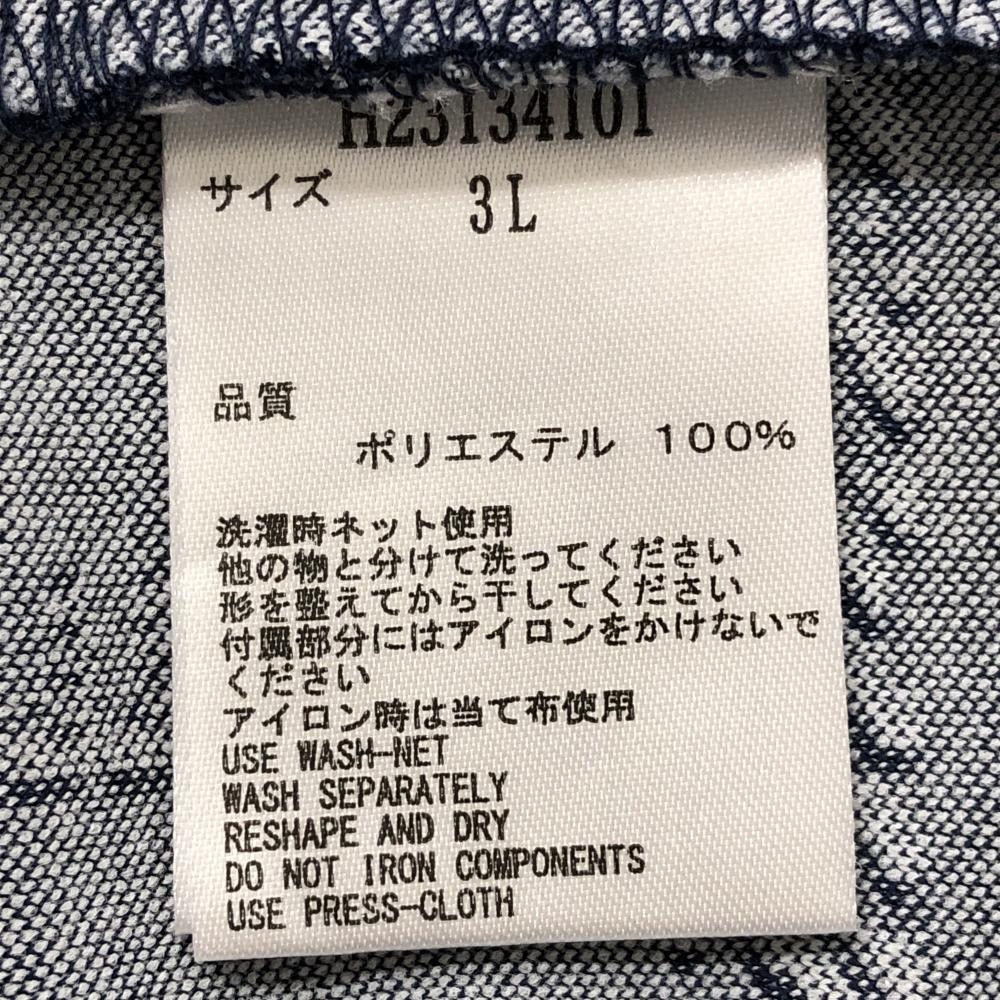 H23134101
サイズ 3L
品質
ポリエステル 100%
洗濯時ネット使用
他の物と分けて洗ってください
形を整えてから干してください
付属部分にはアイロンをかけないで
ください
アイロン時は当て布使用
USE WASH-NET
WASH SEPARATELY
RESHAPE AND DRY
DO NOT IRON COMPONENTS
USE PRESS-CLOTH